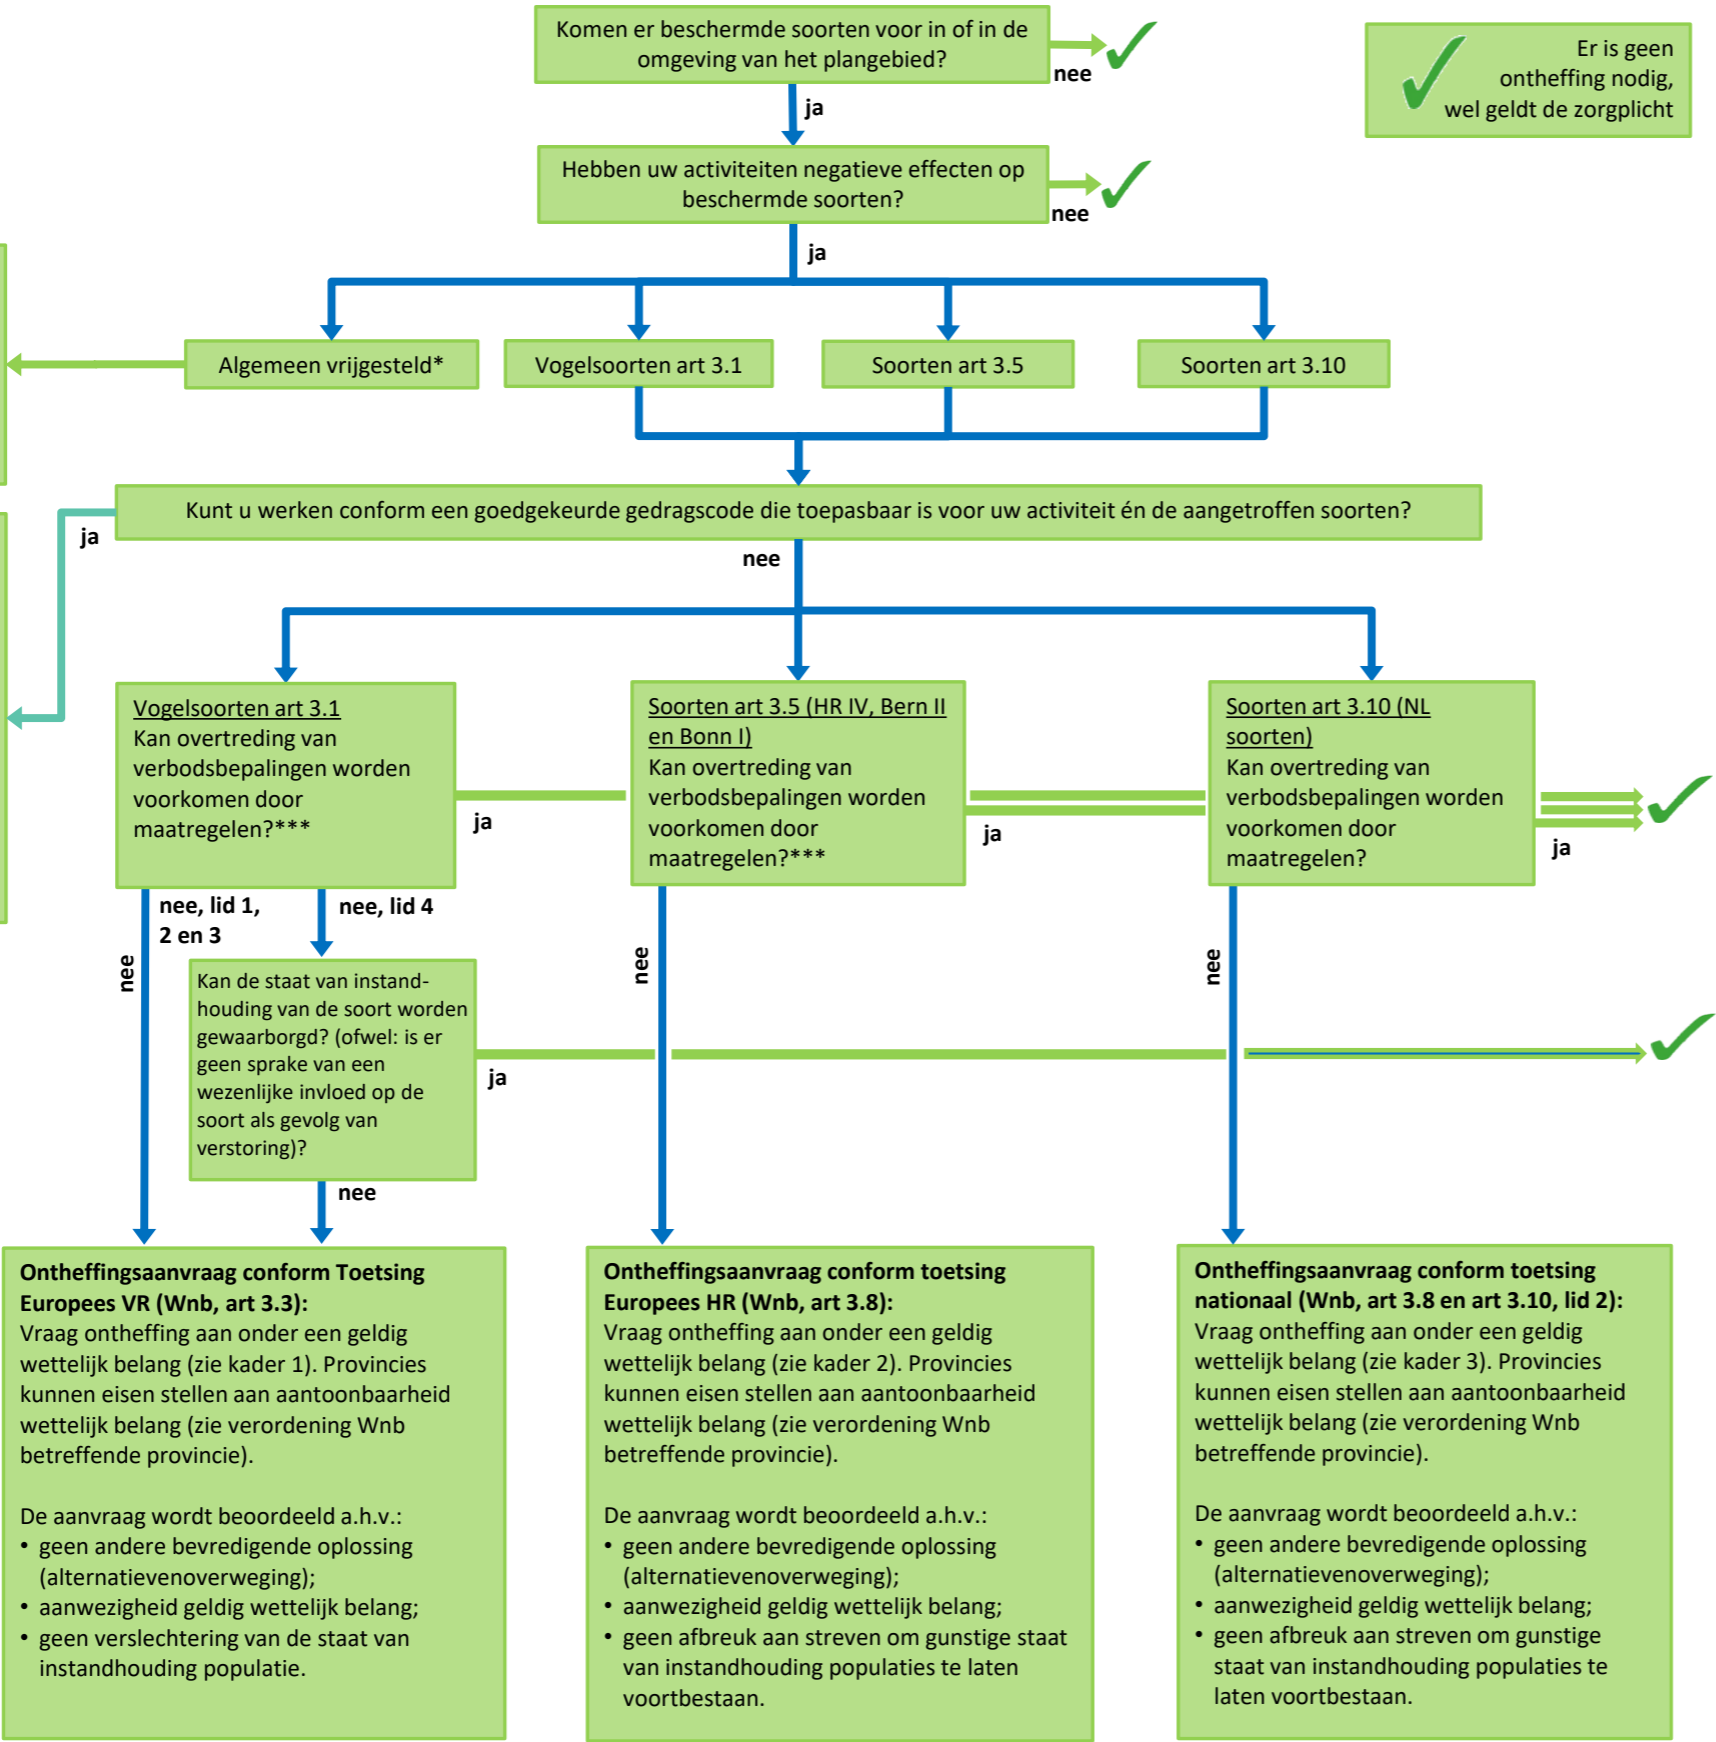 Komen er beschermde soorten voor in of in de
omgeving van het plangebied?
nee
Er is geen
ontheffing nodig,
wel geldt de zorgplicht
ja
Hebben uw activiteiten negatieve effecten op
beschermde soorten?
nee
ja
Algemeen vrijgesteld*
Vogelsoorten art 3.1
Soorten art 3.5
Soorten art 3.10
Kunt u werken conform een goedgekeurde gedragscode die toepasbaar is voor uw activiteit én de aangetroffen soorten?
ja
nee
Vogelsoorten art 3.1
Kan overtreding van
verbodsbepalingen worden
voorkomen door
maatregelen?***
ja
Soorten art 3.5 (HR IV, Bern II
en Bonn I)
Kan overtreding van
verbodsbepalingen worden
voorkomen door
maatregelen?***
ja
Soorten art 3.10 (NL
soorten)
Kan overtreding van
verbodsbepalingen worden
voorkomen door
maatregelen?
ja
nee, lid 1,
2 en 3
nee, lid 4
nee
nee
nee
Kan de staat van instand-
houding van de soort worden
gewaarborgd? (ofwel: is er
geen sprake van een
wezenlijke invloed op de
soort als gevolg van
verstoring)?
ja
nee
Ontheffingsaanvraag conform Toetsing
Europees VR (Wnb, art 3.3):
Vraag ontheffing aan onder een geldig
wettelijk belang (zie kader 1). Provincies
kunnen eisen stellen aan aantoonbaarheid
wettelijk belang (zie verordening Wnb
betreffende provincie).
De aanvraag wordt beoordeeld a.h.v.:
• geen andere bevredigende oplossing
(alternatievenoverweging);
• aanwezigheid geldig wettelijk belang;
• geen verslechtering van de staat van
instandhouding populatie.
Ontheffingsaanvraag conform toetsing
Europees HR (Wnb, art 3.8):
Vraag ontheffing aan onder een geldig
wettelijk belang (zie kader 2). Provincies
kunnen eisen stellen aan aantoonbaarheid
wettelijk belang (zie verordening Wnb
betreffende provincie).
De aanvraag wordt beoordeeld a.h.v.:
• geen andere bevredigende oplossing
(alternatievenoverweging);
• aanwezigheid geldig wettelijk belang;
• geen afbreuk aan streven om gunstige staat
van instandhouding populaties te laten
voortbestaan.
Ontheffingsaanvraag conform toetsing
nationaal (Wnb, art 3.8 en art 3.10, lid 2):
Vraag ontheffing aan onder een geldig
wettelijk belang (zie kader 3). Provincies
kunnen eisen stellen aan aantoonbaarheid
wettelijk belang (zie verordening Wnb
betreffende provincie).
De aanvraag wordt beoordeeld a.h.v.:
• geen andere bevredigende oplossing
(alternatievenoverweging);
• aanwezigheid geldig wettelijk belang;
• geen afbreuk aan streven om gunstige
staat van instandhouding populaties te
laten voortbestaan.